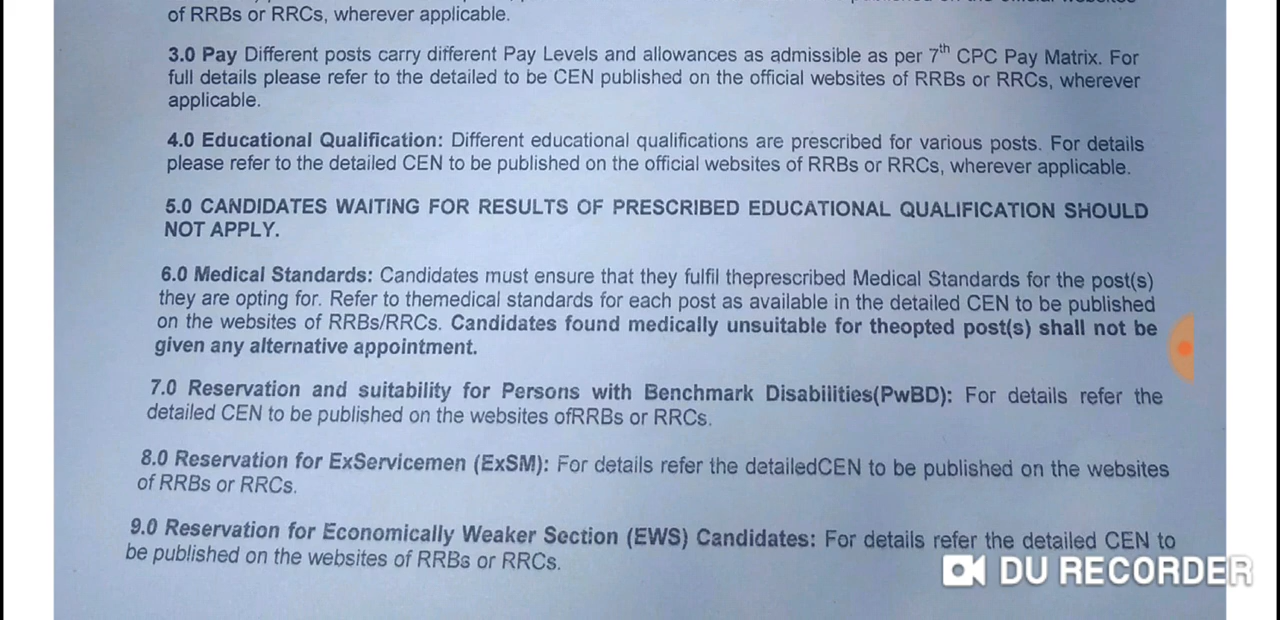 of RRBs or RRCs, wherever applicable.
3.0 Pay Different posts carry different Pay Levels and allowances as admissible as per 7th CPC Pay Matrix. For
full details please refer to the detailed to be CEN published on the official websites of RRBs or RRCs, wherever
applicable.
4.0 Educational Qualification: Different educational qualifications are prescribed for various posts. For details
please refer to the detailed CEN to be published on the official websites of RRBs or RRCs, wherever applicable.
5.0 CANDIDATES WAITING FOR RESULTS OF PRESCRIBED EDUCATIONAL QUALIFICATION SHOULD
NOT APPLY.
6.0 Medical Standards: Candidates must ensure that they fulfil theprescribed Medical Standards for the post(s)
they are opting for. Refer to themedical standards for each post as available in the detailed CEN to be published
on the websites of RRBs/RRCs. Candidates found medically unsuitable for theopted post(s) shall not be
given any alternative appointment.
7.0 Reservation and suitability for Persons with Benchmark Disabilities(PwBD): For details refer the
detailed CEN to be published on the websites ofRRBs or RRCs.
8.0 Reservation for ExServicemen (ExSM): For details refer the detailedCEN to be published on the websites
of RRBs or RRCs.
9.0 Reservation for Economically Weaker Section (EWS) Candidates: For details refer the detailed CEN to
be published on the websites of RRBs or RRCs.
DU RECORDER